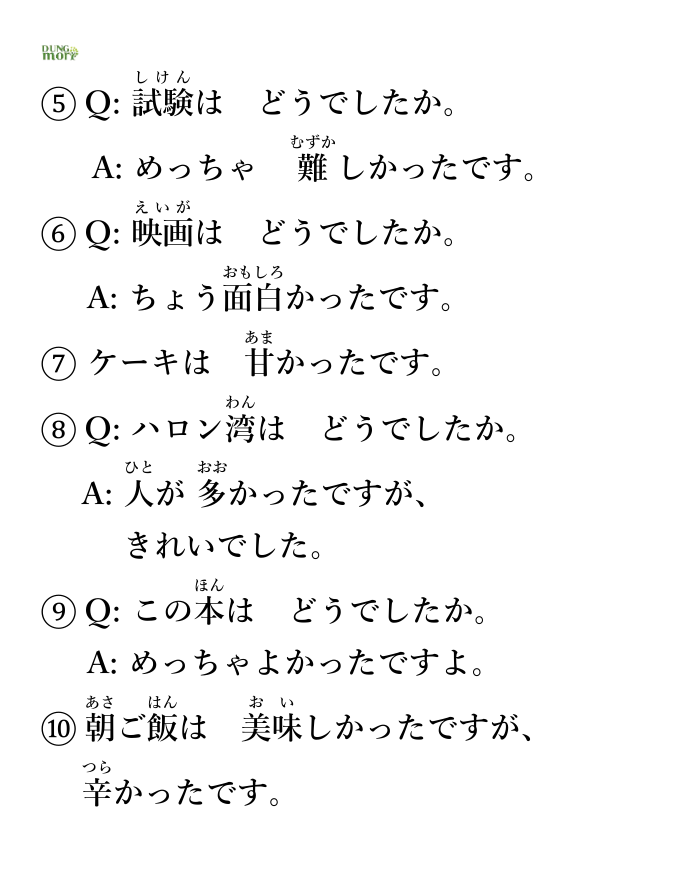 DUNG mori
しけん
⑤ Q: 試験は　どうでしたか。
むずか
A: めっちゃ　難しかったです。
えいが
⑥ Q: 映画は　どうでしたか。
おもしろ
A: ちょう面白かったです。
あま
⑦ ケーキは　甘かったです。
わん
⑧ Q: ハロン湾は　どうでしたか。
ひと おお
A: 人が 多かったですが、
きれいでした。
ほん
⑨ Q: この本は　どうでしたか。
A: めっちゃよかったですよ。
あさ はん お い
⑩ 朝ご飯は　美味しかったですが、
つら
辛かったです。